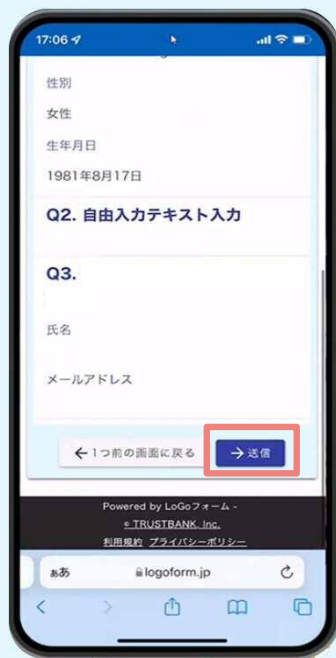 17:06
性別
女性
生年月日
1981年8月17日
Q2. 自由入力テキスト入力
Q3.
氏名
メールアドレス
←1つ前の画面に戻る
→送信
Powered by LoGoフォーム -
© TRUSTBANK, Inc.
利用規約 プライバシーポリシー
ぁあ
logoform.jp